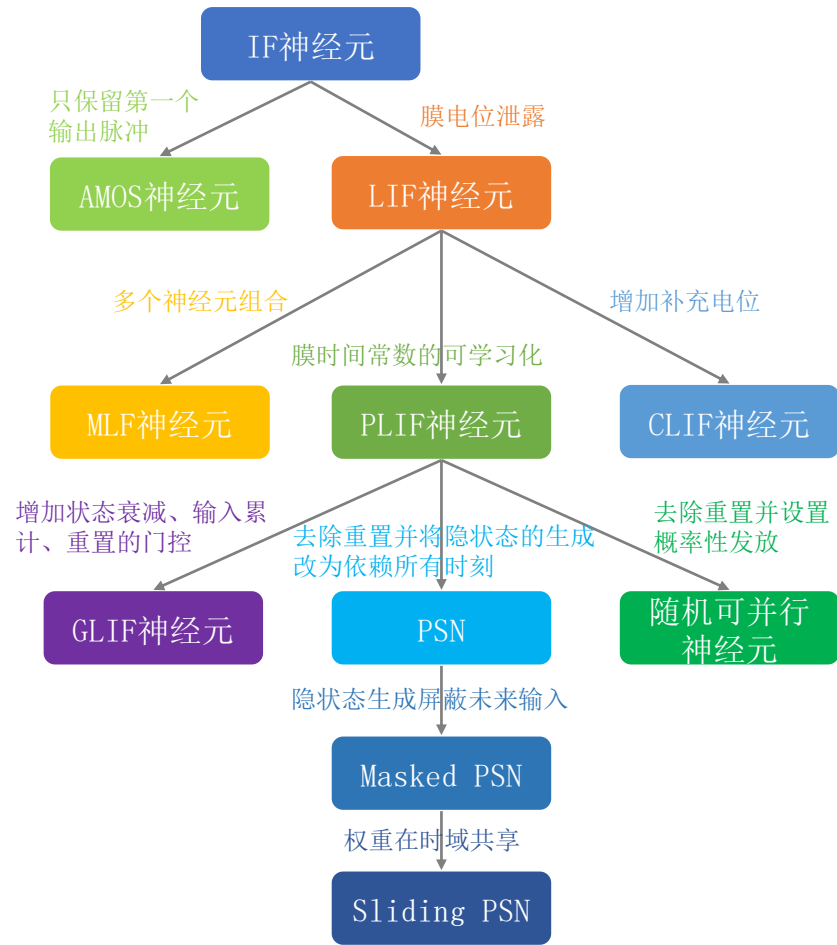 IF神经元
只保留第一个
输出脉冲
膜电位泄露
AMOS神经元
LIF神经元
多个神经元组合
增加补充电位
膜时间常数的可学习化
MLF神经元
PLIF神经元
CLIF神经元
增加状态衰减、输入累
计、重置的门控
去除重置并将隐状态的生成
改为依赖所有时刻
去除重置并设置
概率性发放
GLIF神经元
PSN
随机可并行
神经元
隐状态生成屏蔽未来输入
Masked PSN
权重在时域共享
Sliding PSN